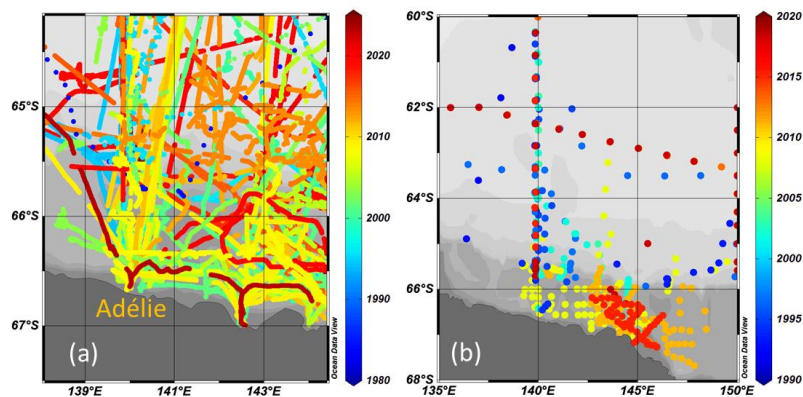 65°S
66°S
67°S
139°E
141°E
143°E
Adélie
(a)
Ocean Data View
2020
2010
2000
1990
1980
60°S
62°S
64°S
66°S
68°S
135°E
140°E
145°E
150°E
(b)
Ocean Data View
2020
2015
2010
2005
2000
1995
1990